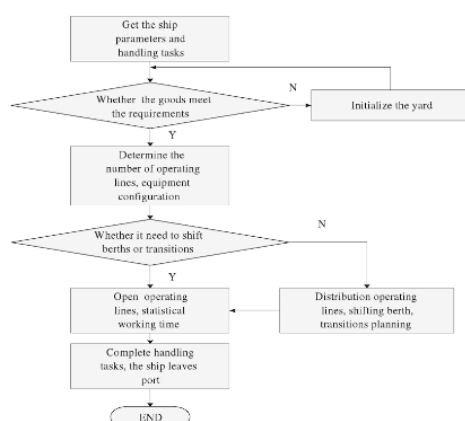 Get the ship
parameters and
handling tasks
N
Whether the goods meet
the requirements
Initialize the yard
Y
Determine the
number of operating
lines, equipment
configuration
N
Whether it need to shift
berths or transitions
Y
Open operating
lines, statistical
working time
Distribution operating
lines, shifting berth,
transitions planning
Complete handling
tasks, the ship leaves
port
END